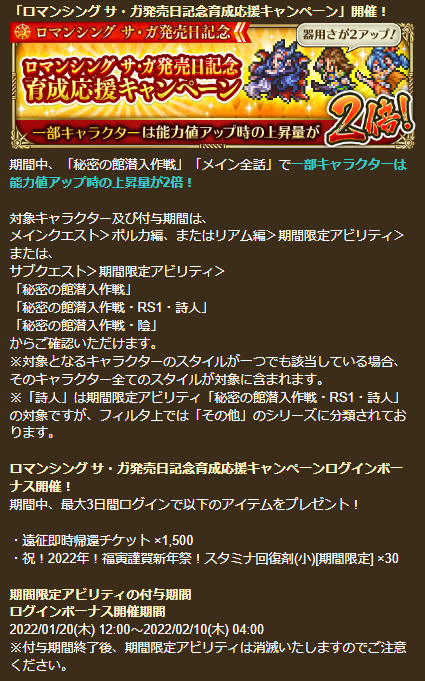 「ロマンシング サ・ガ発売日記念育成応援キャンペーン」開催！
ロマンシング サ・ガ発売日記念
器用さが2アップ！
ロマンシング サ・ガ発売日記念
育成応援キャンペーン
一部キャラクターは能力値アップ時の上昇量が
2倍！
期間中、「秘密の館潜入作戦」「メイン全話」で一部キャラクターは
能力値アップ時の上昇量が2倍！
対象キャラクター及び付与期間は、
メインクエスト＞ポルカ編、またはリアム編＞期間限定アビリティ＞
または、
サブクエスト＞期間限定アビリティ＞
「秘密の館潜入作戦」
「秘密の館潜入作戦・RS1・詩人」
「秘密の館潜入作戦・陰」
からご確認いただけます。
※対象となるキャラクターのスタイルが一つでも該当している場合、
そのキャラクター全てのスタイルが対象に含まれます。
※「詩人」は期間限定アビリティ「秘密の館潜入作戦・RS1・詩人」
の対象ですが、フィルタ上では「その他」のシリーズに分類されてお
ります。
ロマンシング サ・ガ発売日記念育成応援キャンペーンログインボー
ナス開催！
期間中、最大3日間ログインで以下のアイテムをプレゼント！
・遠征即時帰還チケット ×1,500
・祝！2022年！福寅謹賀新年祭！スタミナ回復剤(小)[期間限定] ×30
期間限定アビリティの付与期間
ログインボーナス開催期間
2022/01/20(木) 12:00～2022/02/10(木) 04:00
※付与期間終了後、期間限定アビリティは消滅いたしますのでご注意
ください。